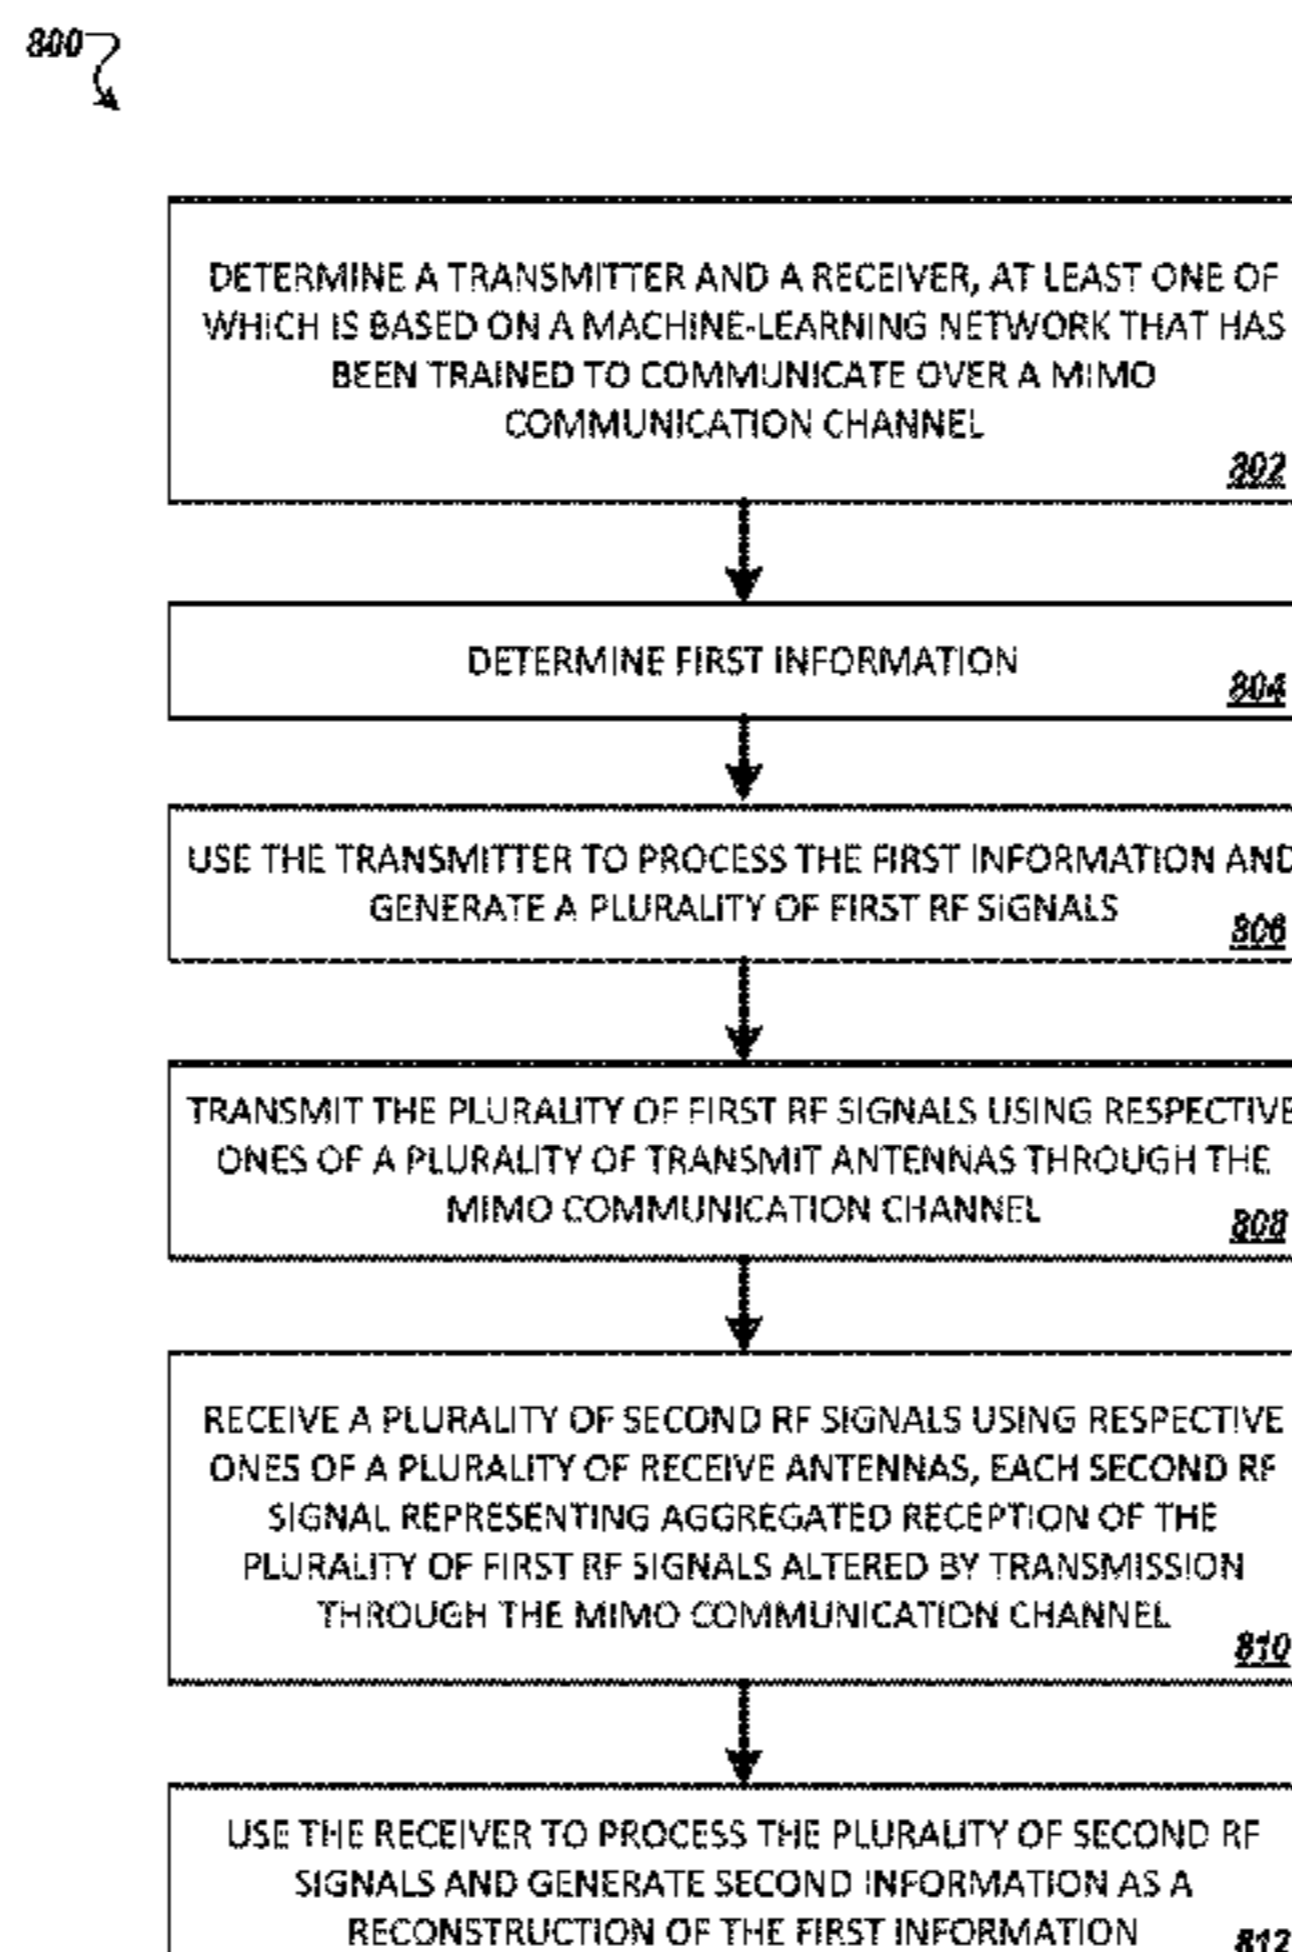 800
DETERMINE A TRANSMITTER AND A RECEIVER, AT LEAST ONE OF
WHICH IS BASED ON A MACHINE-LEARNING NETWORK THAT HAS
BEEN TRAINED TO COMMUNICATE OVER A MIMO
COMMUNICATION CHANNEL
802
DETERMINE FIRST INFORMATION
804
USE THE TRANSMITTER TO PROCESS THE FIRST INFORMATION AND
GENERATE A PLURALITY OF FIRST RF SIGNALS
806
TRANSMIT THE PLURALITY OF FIRST RF SIGNALS USING RESPECTIVE
ONES OF A PLURALITY OF TRANSMIT ANTENNAS THROUGH THE
MIMO COMMUNICATION CHANNEL
808
RECEIVE A PLURALITY OF SECOND RF SIGNALS USING RESPECTIVE
ONES OF A PLURALITY OF RECEIVE ANTENNAS, EACH SECOND RF
SIGNAL REPRESENTING AGGREGATED RECEPTION OF THE
PLURALITY OF FIRST RF SIGNALS ALTERED BY TRANSMISSION
THROUGH THE MIMO COMMUNICATION CHANNEL
810
USE THE RECEIVER TO PROCESS THE PLURALITY OF SECOND RF
SIGNALS AND GENERATE SECOND INFORMATION AS A
RECONSTRUCTION OF THE FIRST INFORMATION
812